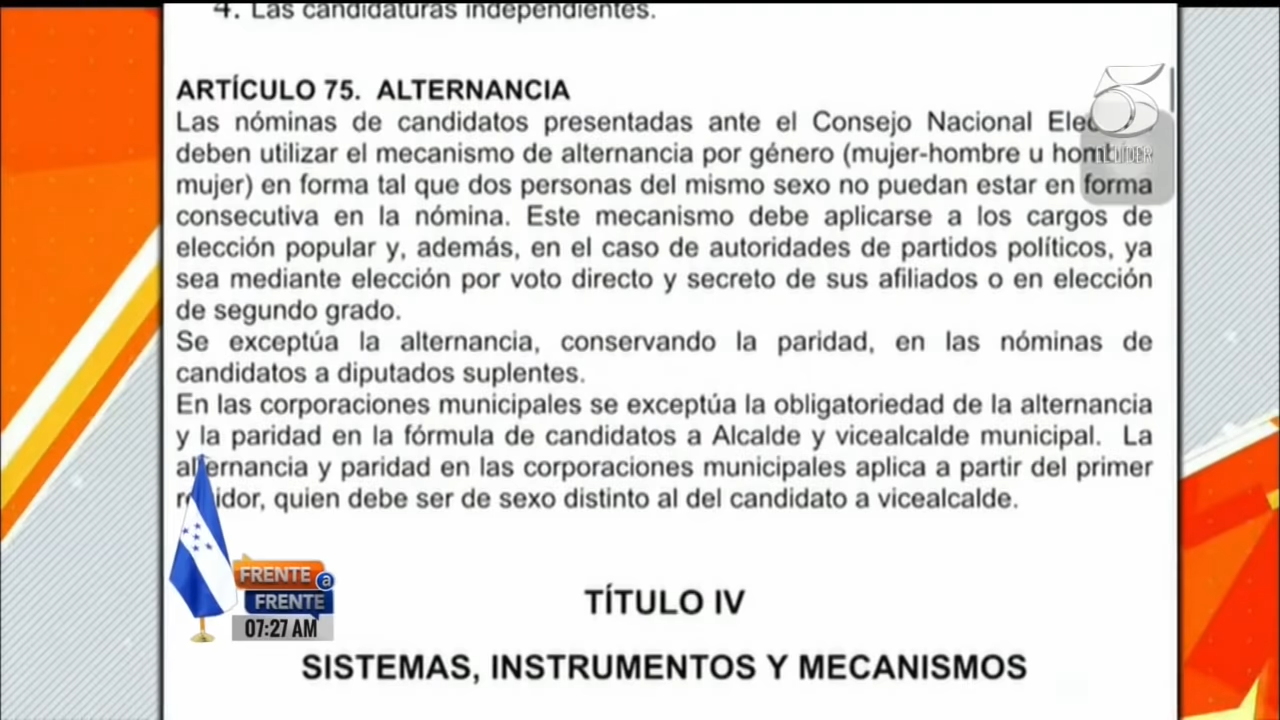 4. Las candidaturas independientes.
ARTÍCULO 75. ALTERNANCIA
Las nóminas de candidatos presentadas ante el Consejo Nacional
deben utilizar el mecanismo de alternancia por género (mujer-hombre u
mujer) en forma tal que dos personas del mismo sexo no puedan estar en forma
consecutiva en la nómina. Este mecanismo debe aplicarse a los cargos de
elección popular y, además, en el caso de autoridades de partidos políticos, ya
sea mediante elección por voto directo y secreto de sus afiliados o en elección
de segundo grado.
Se exceptúa la alternancia, conservando la paridad, en las nóminas de
candidatos a diputados suplentes.
En las corporaciones municipales se exceptúa la obligatoriedad de la alternancia
y la paridad en la fórmula de candidatos a Alcalde y vicealcalde municipal. La
alternancia y paridad en las corporaciones municipales aplica a partir del primer
regidor, quien debe ser de sexo distinto al del candidato a vicealcalde.
TÍTULO IV
SISTEMAS, INSTRUMENTOS Y MECANISMOS
5
EL LÍDER
FRENTE a
FRENTE
07:27 AM